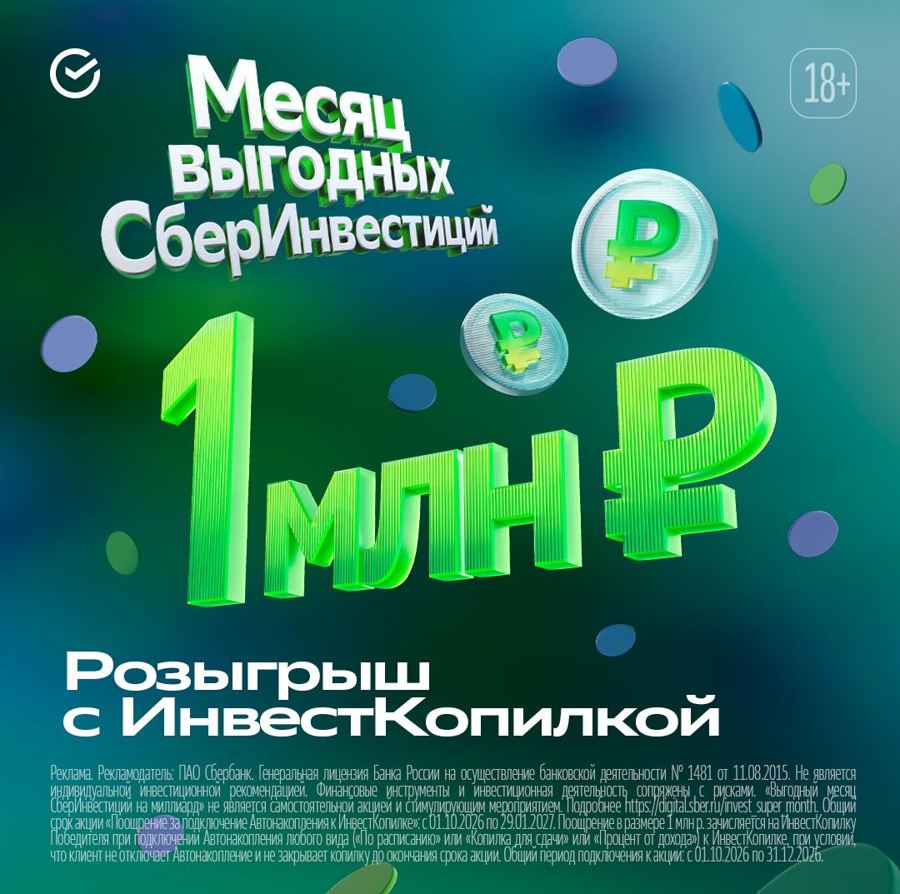 Месяц
выгодных
СберИнвестиций
18+
1 млн ₽
Розыгрыш
с ИнвестКопилкой
Реклама. Рекламодатель: ПАО Сбербанк. Генеральная лицензия Банка России на осуществление банковской деятельности № 1481 от 11.08.2015. Не является
индивидуальной инвестиционной рекомендацией. Финансовые инструменты и инвестиционная деятельность сопряжены с рисками. «Выгодный месяц
СберИнвестиций на миллиард» не является самостоятельной акцией и стимулирующим мероприятием. Подробнее https://digital.sber.ru/invest super month. Общий
срок акции «Поощрение за подключение Автонакопления к ИнвестКопилке»: с 01.10.2026 по 29.01.2027. Поощрение в размере 1 млн р. зачисляется на ИнвестКопилку
Победителя при подключении Автонакопления любого вида («По расписанию» или «Копилка для сдачи» или «Процент от дохода») к ИнвестКопилке, при условии,
что клиент не отключает Автонакопление и не закрывает копилку до окончания срока акции. Общий период подключения к акции: с 01.10.2026 по 31.12.2026.